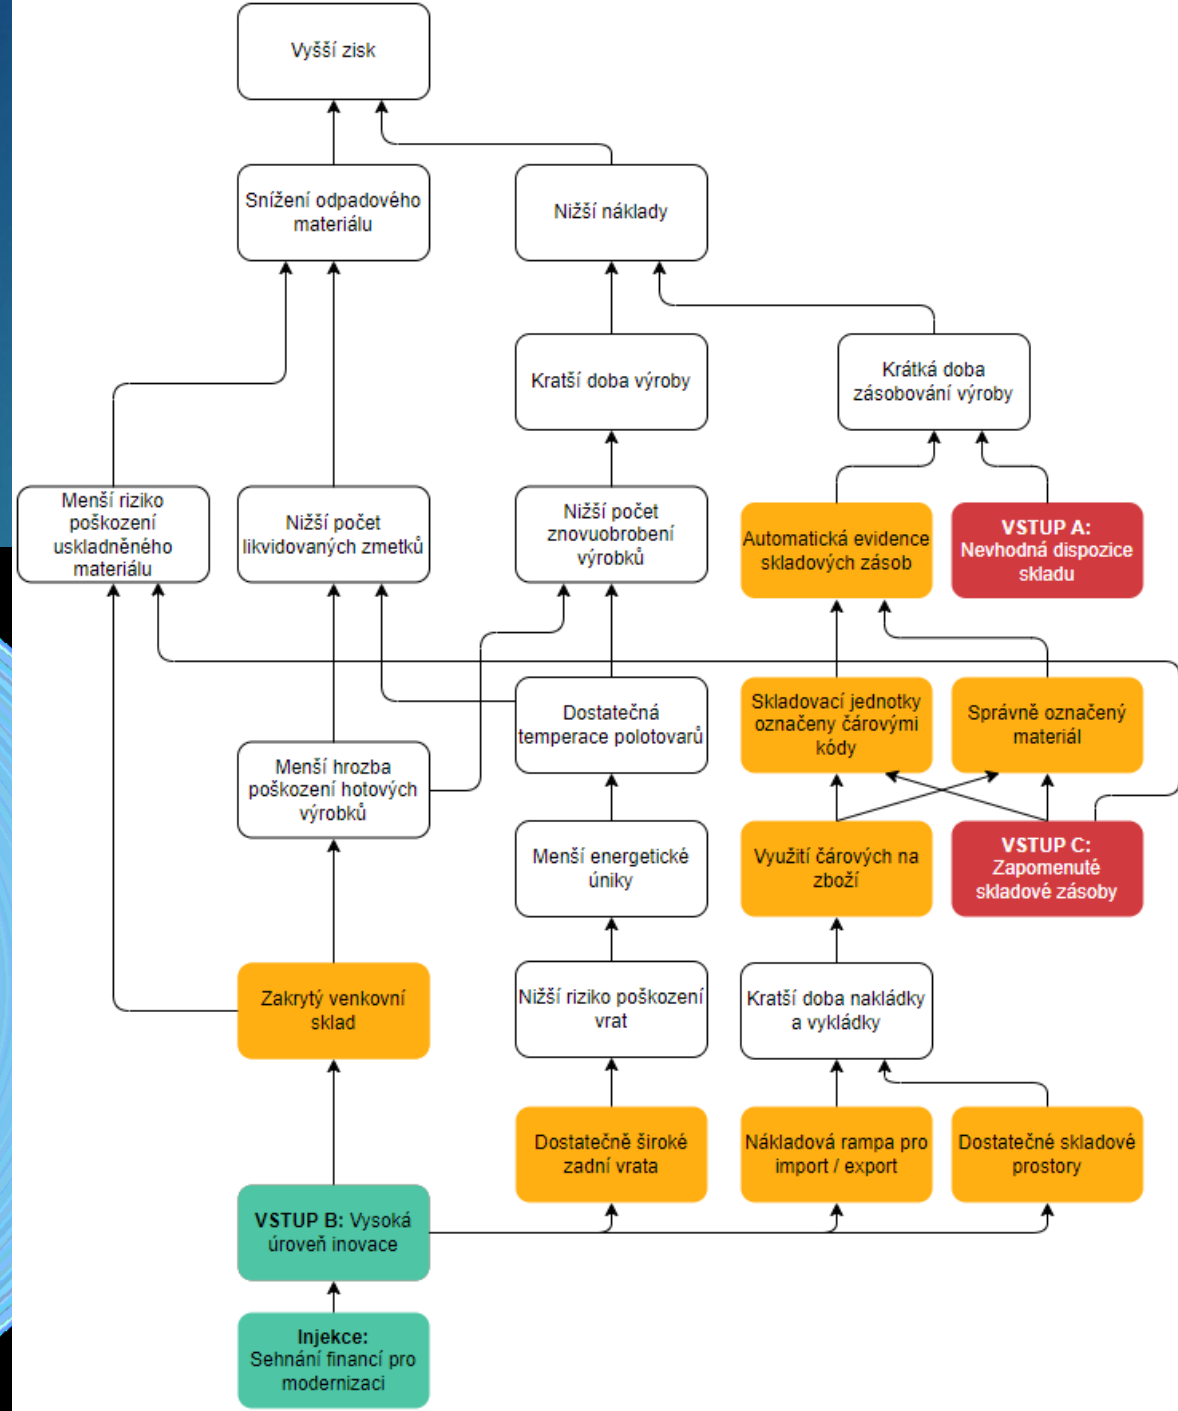 Vyšší zisk
Snížení odpadového
materiálu
Nižší náklady
Kratší doba výroby
Krátká doba
zásobování výroby
Menší riziko
poškození
uskladněného
materiálu
Nižší počet
likvidovaných zmetků
Nižší počet
znovuobrobení
výrobků
Automatická evidence
skladových zásob
VSTUP A:
Nevhodná dispozice
skladu
Dostatečná
temperace polotovarů
Skladovací jednotky
označeny čárovými
kódy
Správně označený
materiál
Menší hrozba
poškození hotových
výrobků
Menší energetické
úniky
Využití čárových na
zboží
VSTUP C:
Zapomenuté
skladové zásoby
Zakrytý venkovní
sklad
Nižší riziko poškození
vrat
Kratší doba nakládky
a vykládky
Dostatečně široké
zadní vrata
Nákladová rampa pro
import / export
Dostatečné skladové
prostory
VSTUP B: Vysoká
úroveň inovace
Injekce:
Sehnání financí pro
modernizaci